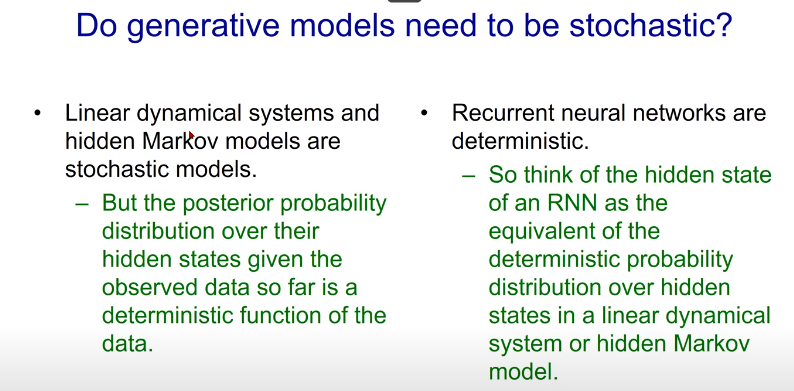 Do generative models need to be stochastic?
• Linear dynamical systems and
hidden Markov models are
stochastic models.
– But the posterior probability
distribution over their
hidden states given the
observed data so far is a
deterministic function of the
data.
• Recurrent neural networks are
deterministic.
– So think of the hidden state
of an RNN as the
equivalent of the
deterministic probability
distribution over hidden
states in a linear dynamical
system or hidden Markov
model.